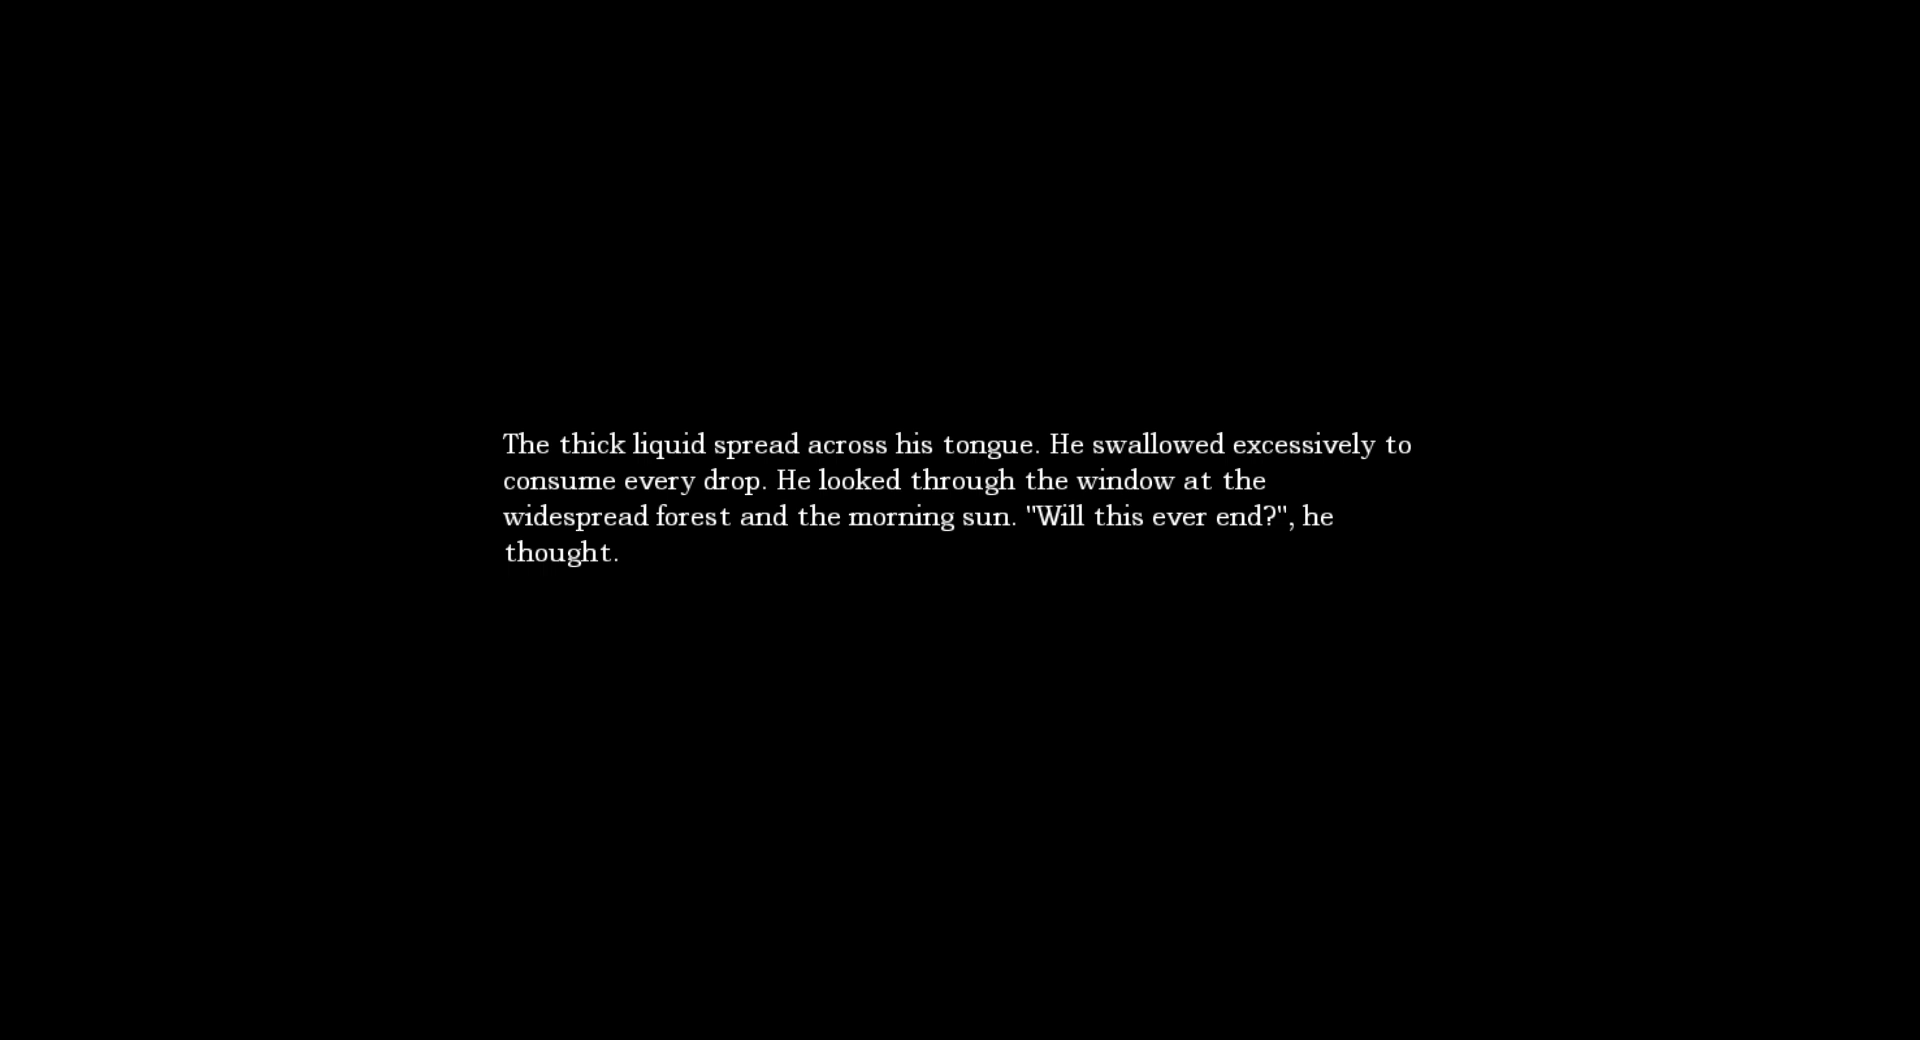 The thick liquid spread across his tongue. He swallowed excessively to
consume every drop. He looked through the window at the
widespread forest and the morning sun. "Will this ever end?", he
thought.